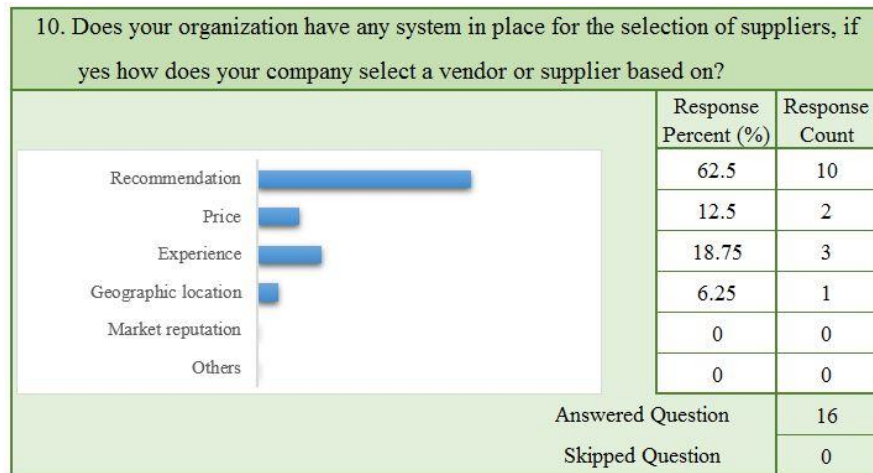 10. Does your organization have any system in place for the selection of suppliers, if
yes how does your company select a vendor or supplier based on?
Response Percent (%) Response Count
Recommendation 62.5 10
Price 12.5 2
Experience 18.75 3
Geographic location 6.25 1
Market reputation 0 0
Others 0 0
Answered Question 16
Skipped Question 0